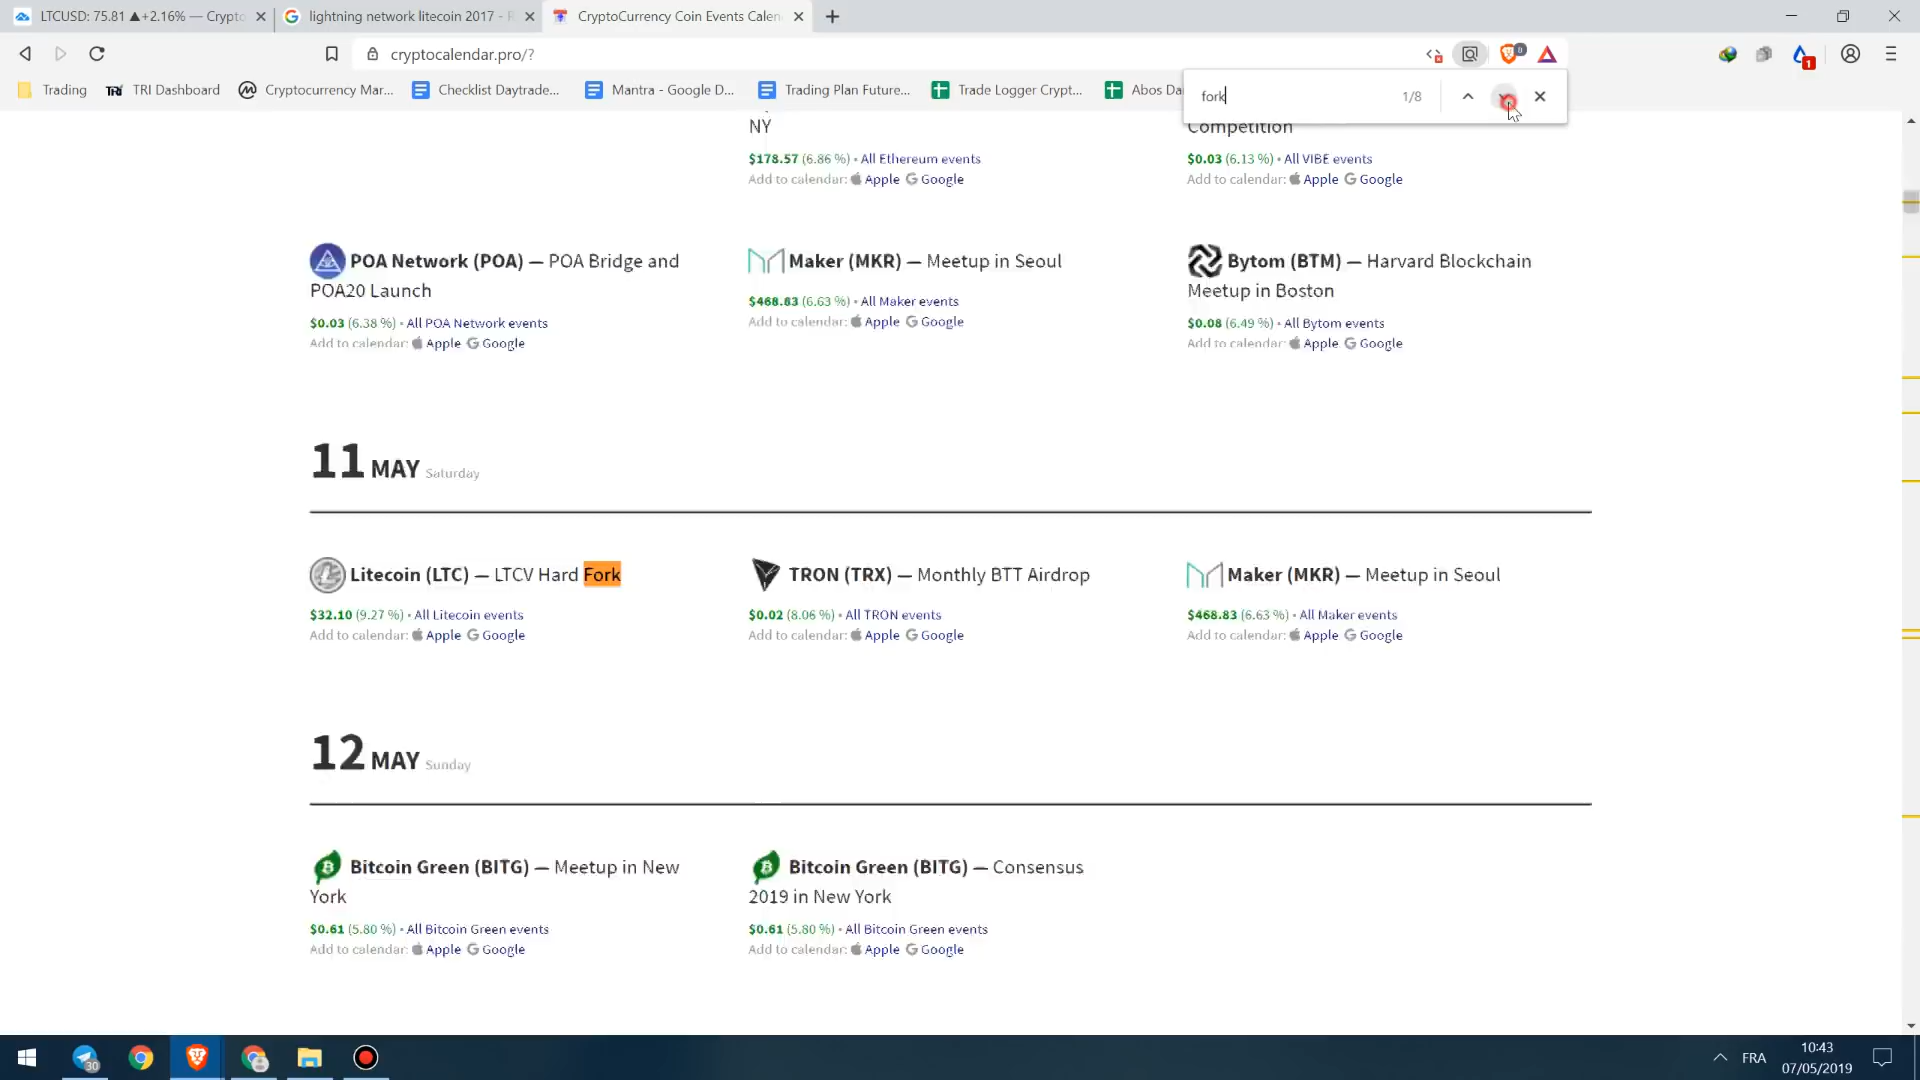 LTCUSD: 75.81 ▲+2.16% — Crypto
lightning network litecoin 2017 - R
CryptoCurrency Coin Events Calen
cryptocalendar.pro/?
Trading
TRI Dashboard
Cryptocurrency Mar...
Checklist Daytrade...
Mantra - Google D...
Trading Plan Future...
Trade Logger Crypt...
Abos Da
fork
1/8
NY
$178.57 (6.86 %) • All Ethereum events
Add to calendar: Apple Google
Competition
$0.03 (6.13 %) • All VIBE events
Add to calendar: Apple Google
POA Network (POA) — POA Bridge and
POA20 Launch
$0.03 (6.38 %) • All POA Network events
Add to calendar: Apple Google
Maker (MKR) — Meetup in Seoul
$468.83 (6.63 %) • All Maker events
Add to calendar: Apple Google
Bytom (BTM) — Harvard Blockchain
Meetup in Boston
$0.08 (6.49 %) • All Bytom events
Add to calendar: Apple Google
11 MAY Saturday
Litecoin (LTC) — LTCV Hard Fork
$32.10 (9.27 %) • All Litecoin events
Add to calendar: Apple Google
TRON (TRX) — Monthly BTT Airdrop
$0.02 (8.06 %) • All TRON events
Add to calendar: Apple Google
Maker (MKR) — Meetup in Seoul
$468.83 (6.63 %) • All Maker events
Add to calendar: Apple Google
12 MAY Sunday
Bitcoin Green (BITG) — Meetup in New
York
$0.61 (5.80 %) • All Bitcoin Green events
Add to calendar: Apple Google
Bitcoin Green (BITG) — Consensus
2019 in New York
$0.61 (5.80 %) • All Bitcoin Green events
Add to calendar: Apple Google
30
FRA
10:43
07/05/2019